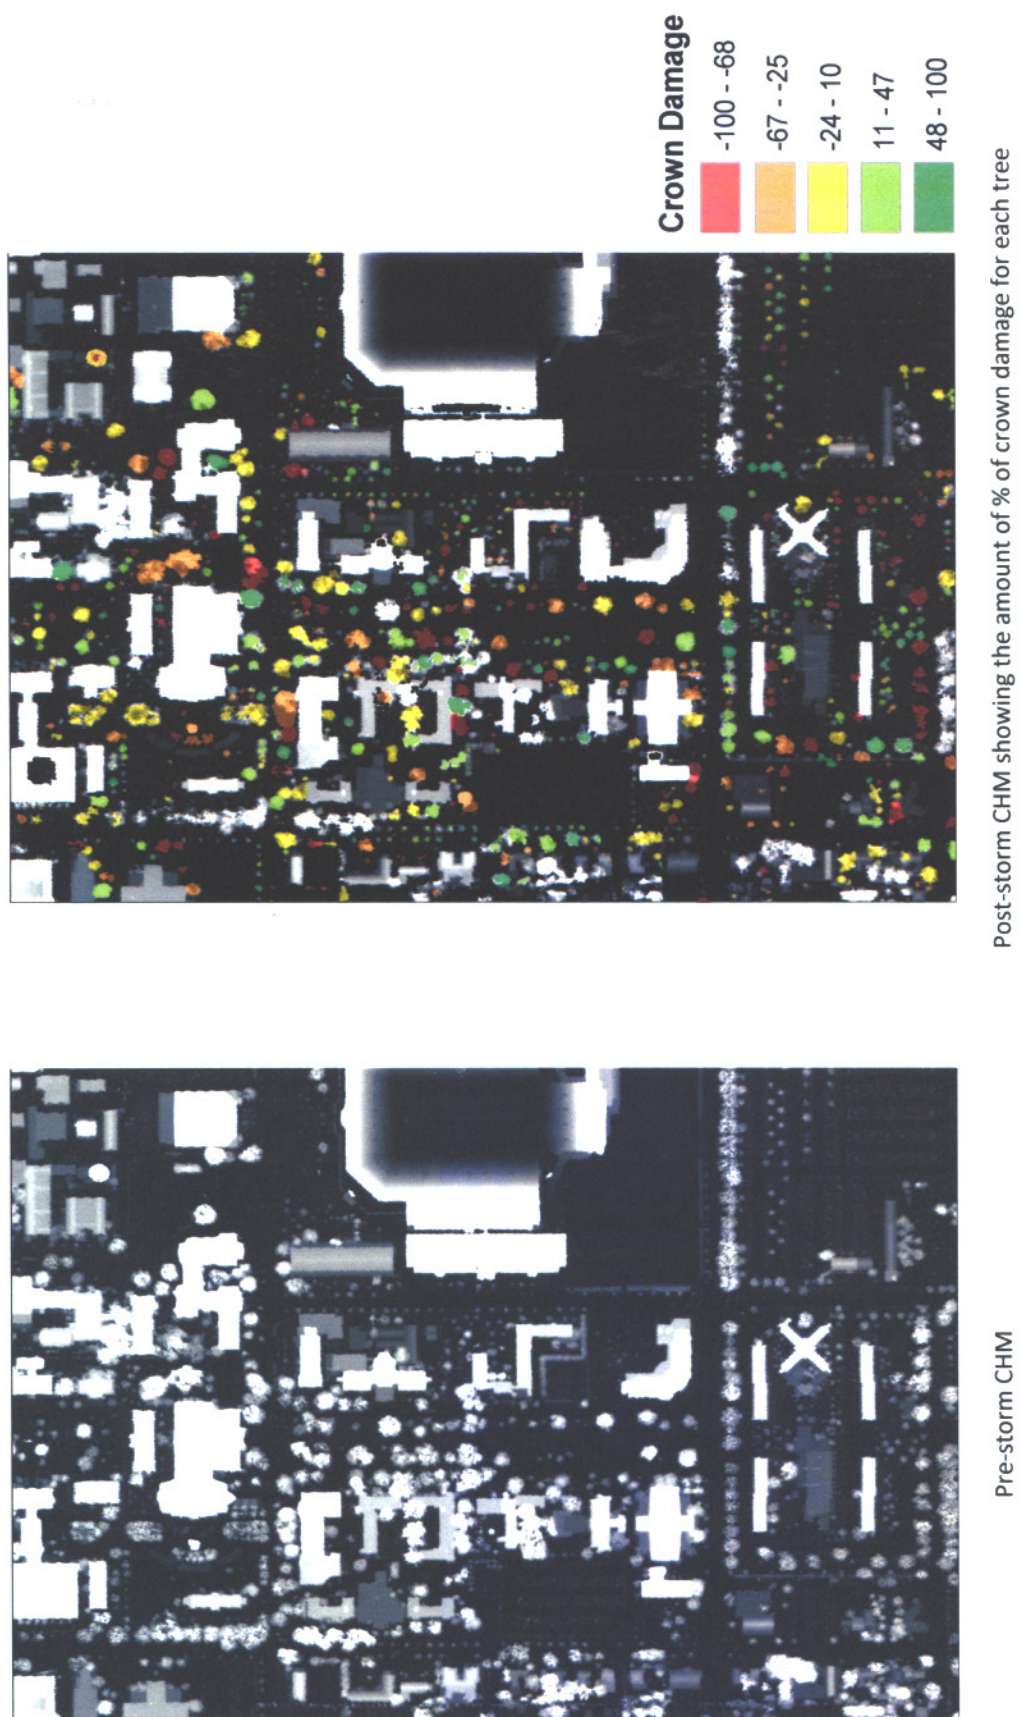 Crown Damage
-100 - -68
-67 - -25
-24 - 10
11 - 47
48 - 100
Post-storm CHM showing the amount of % of crown damage for each tree
Pre-storm CHM